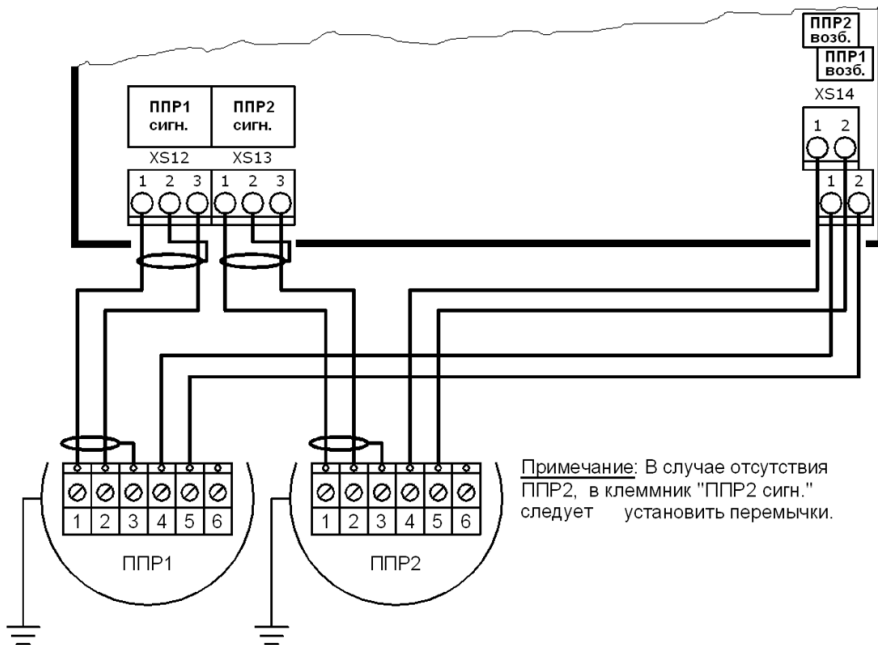 ППР2
возб.
ППР1
возб.
XS14
1 2
1 2
ППР1
сигн.
ППР2
сигн.
XS12
XS13
1 2 3 1 2 3
1 2 3 4 5 6
ППР1
1 2 3 4 5 6
ППР2
Примечание: В случае отсутствия
ППР2, в клеммник "ППР2 сигн."
следует установить перемычки.